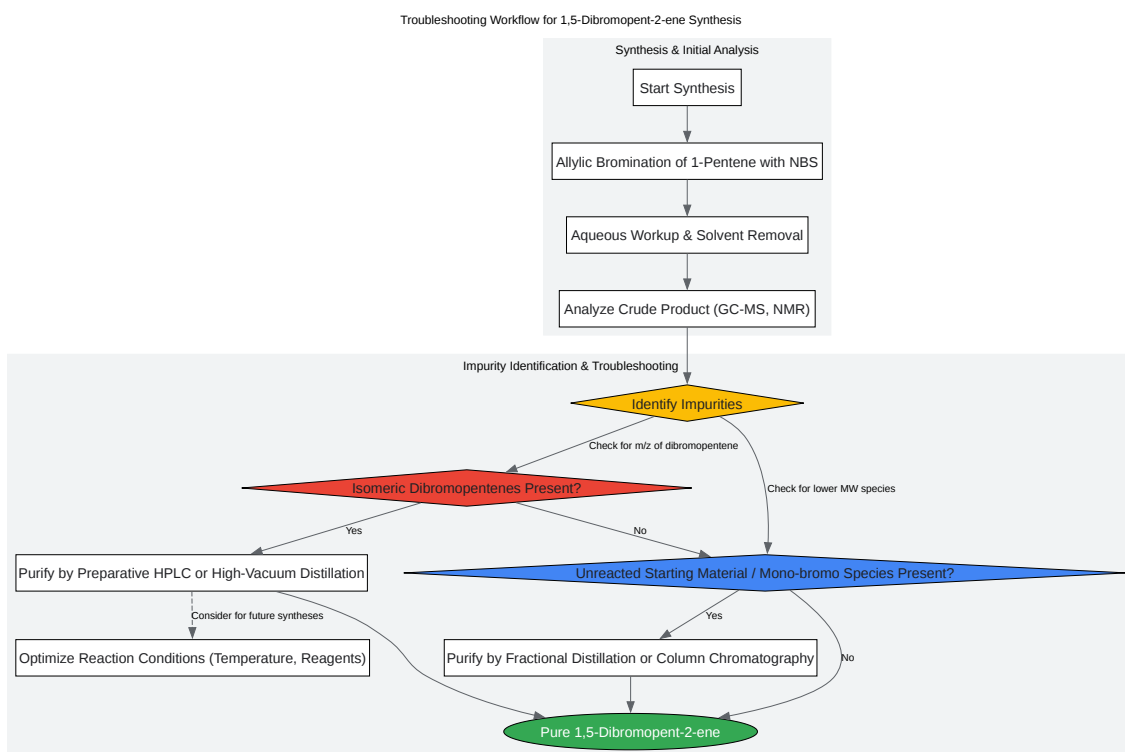 Troubleshooting Workflow for 1,5-Dibromopent-2-ene Synthesis
Synthesis & Initial Analysis
Start Synthesis
Allylic Bromination of 1-Pentene with NBS
Aqueous Workup & Solvent Removal
Analyze Crude Product (GC-MS, NMR)
Impurity Identification & Troubleshooting
Identify Impurities
Check for m/z of dibromopentene
Isomeric Dibromopentenes Present?
Check for lower MW species
Yes
No
Purify by Preparative HPLC or High-Vacuum Distillation
Unreacted Starting Material / Mono-bromo Species Present?
Consider for future syntheses
Yes
Optimize Reaction Conditions (Temperature, Reagents)
Purify by Fractional Distillation or Column Chromatography
No
Pure 1,5-Dibromopent-2-ene